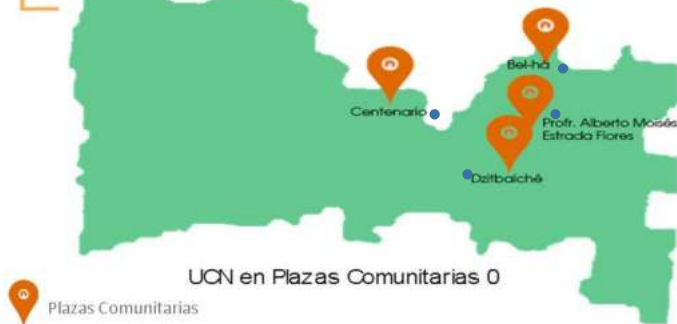 Bel-há
Centenario
Profr. Alberto Moisés
Estrada Flores
Dzitbalché
UCN en Plazas Comunitarias 0
Plazas Comunitarias